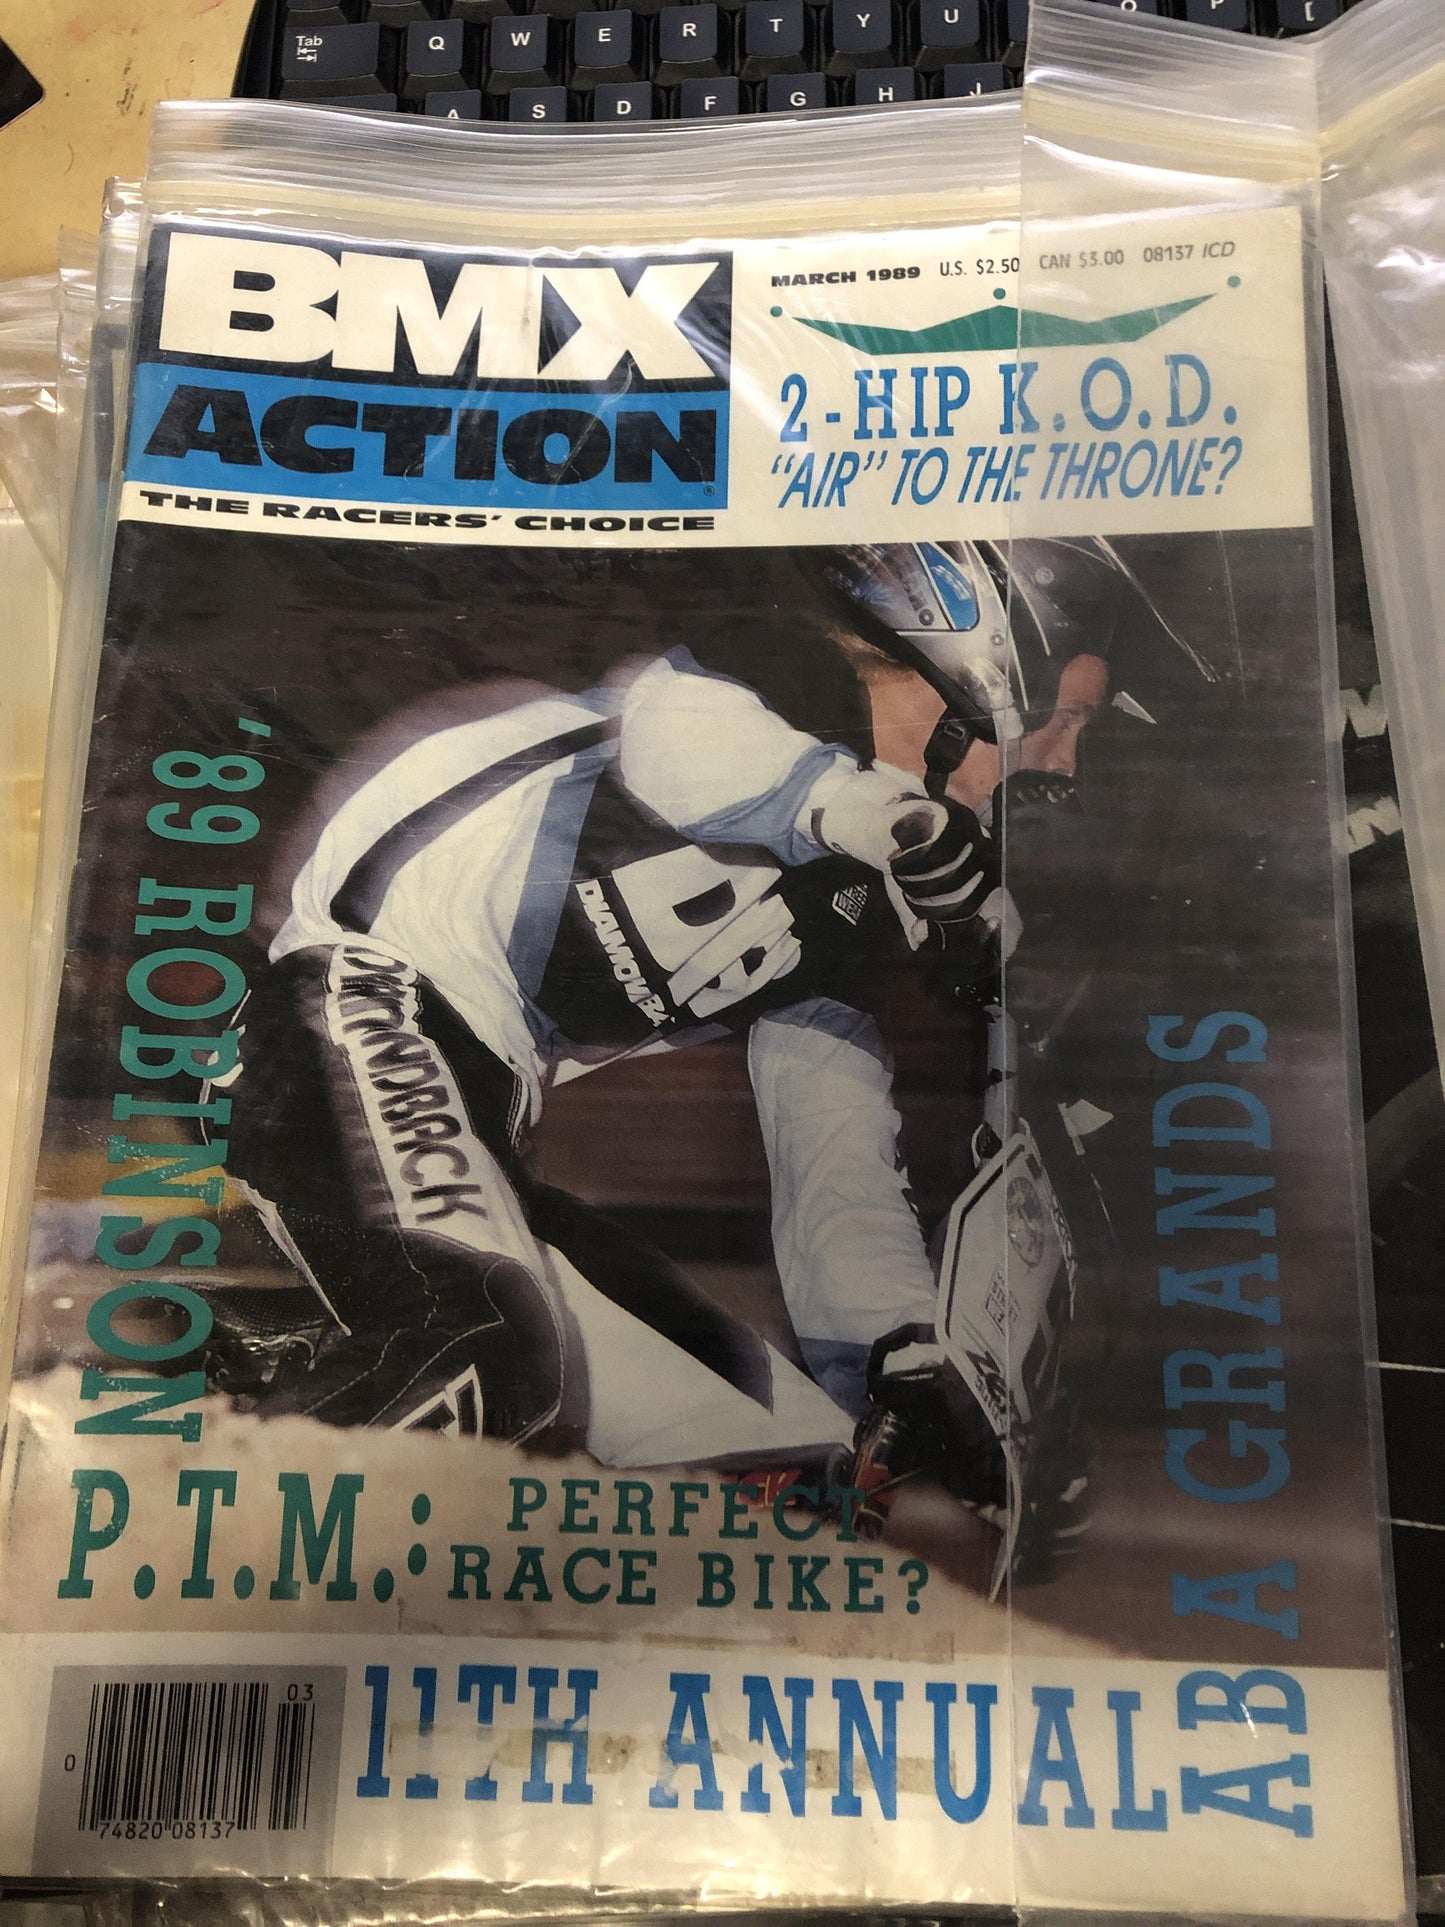 Tab
Q W E R T Y U O P [
A S D F G H J
BMX
ACTION®
THE RACERS' CHOICE
MARCH 1989 U.S. $2.50 CAN $3.00 08137 ICD
2-HIP K.O.D.
"AIR" TO THE THRONE?
'89 ROBINSON
DIAMONDBACK
P.T.M.: PERFECT
RACE BIKE?
11TH ANNUAL
ABA GRANDS
03
0 74820 08137